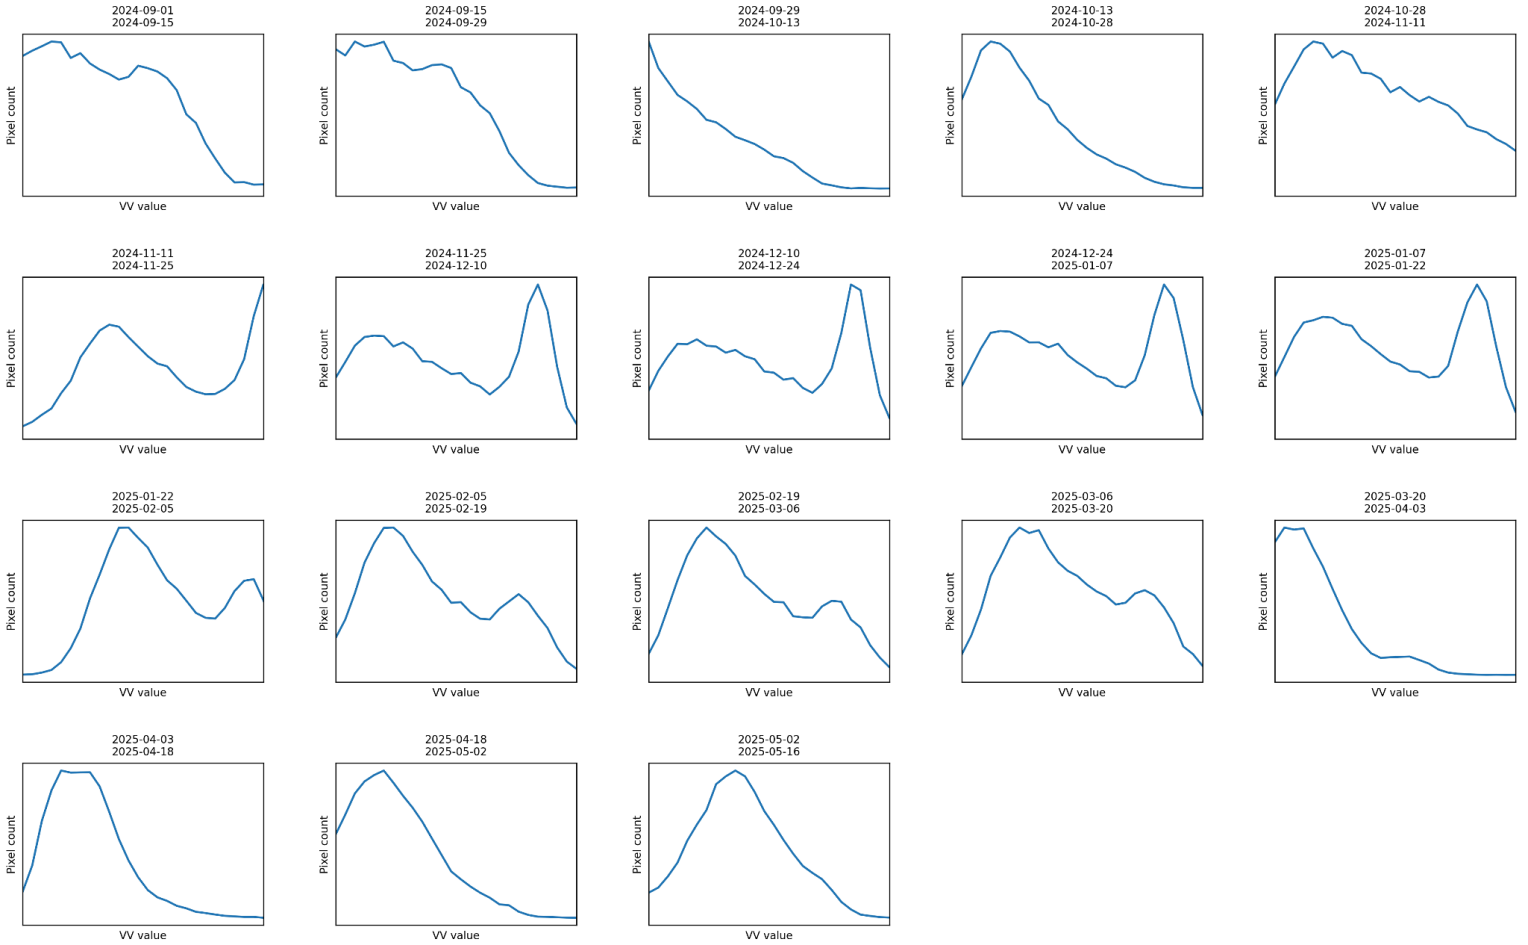 2024-09-01
2024-09-15
Pixel count
VV value
2024-09-15
2024-09-29
Pixel count
VV value
2024-09-29
2024-10-13
Pixel count
VV value
2024-10-13
2024-10-28
Pixel count
VV value
2024-10-28
2024-11-11
Pixel count
VV value
2024-11-11
2024-11-25
Pixel count
VV value
2024-11-25
2024-12-10
Pixel count
VV value
2024-12-10
2024-12-24
Pixel count
VV value
2024-12-24
2025-01-07
Pixel count
VV value
2025-01-07
2025-01-22
Pixel count
VV value
2025-01-22
2025-02-05
Pixel count
VV value
2025-02-05
2025-02-19
Pixel count
VV value
2025-02-19
2025-03-06
Pixel count
VV value
2025-03-06
2025-03-20
Pixel count
VV value
2025-03-20
2025-04-03
Pixel count
VV value
2025-04-03
2025-04-18
Pixel count
VV value
2025-04-18
2025-05-02
Pixel count
VV value
2025-05-02
2025-05-16
Pixel count
VV value